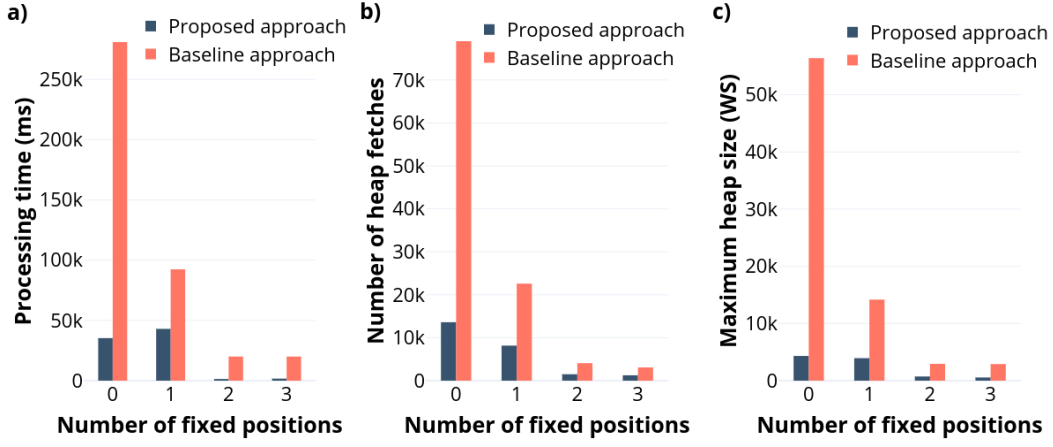 a)
Proposed approach
Baseline approach
Processing time (ms)
250k
200k
150k
100k
50k
0
0 1 2 3
Number of fixed positions
b)
Proposed approach
Baseline approach
Number of heap fetches
70k
60k
50k
40k
30k
20k
10k
0
0 1 2 3
Number of fixed positions
c)
Proposed approach
Baseline approach
Maximum heap size (WS)
50k
40k
30k
20k
10k
0
0 1 2 3
Number of fixed positions